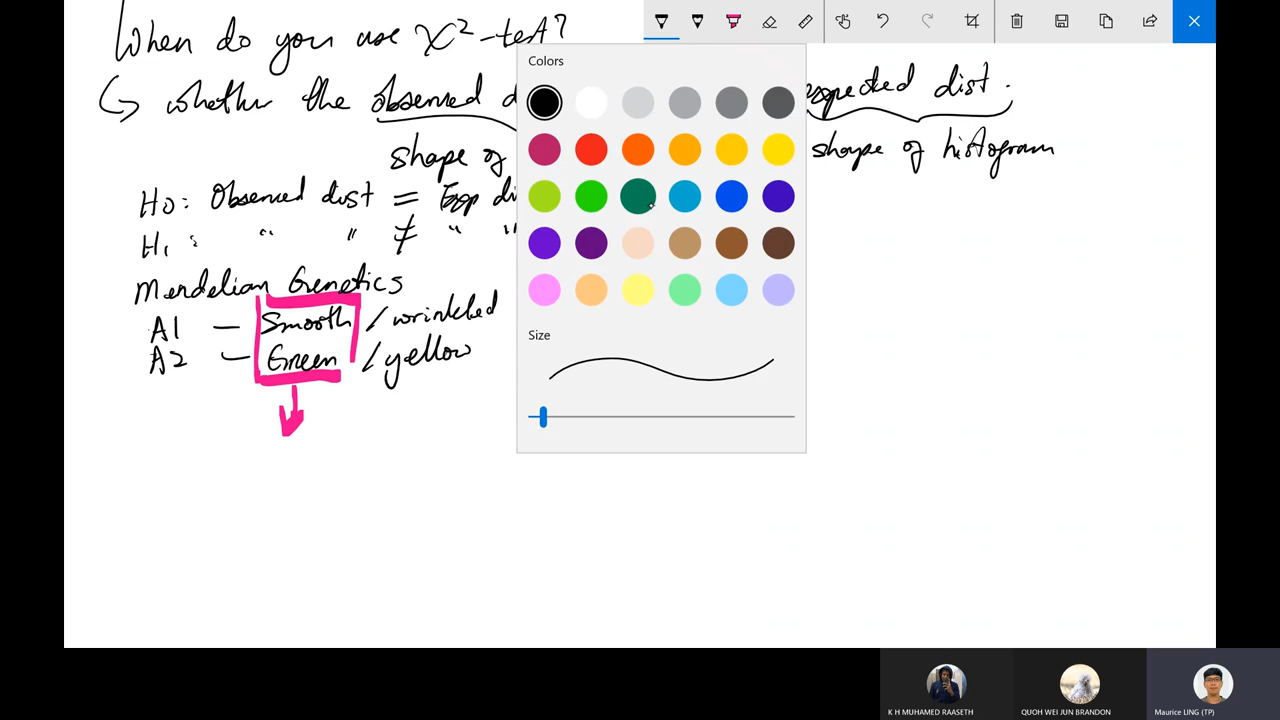 When do you use X²-test?
Colors
↳ whether the observed d expected dist.
shape of shape of histogram
H0: Observed dist = Exp di
H1: " " ≠ " "
Mendelian Genetics
A1 — Smooth / wrinkled
A2 — Green / yellow
Size
K H MUHAMED RAASETH
QUOH WEI JUN BRANDON
Maurice LING (TP)